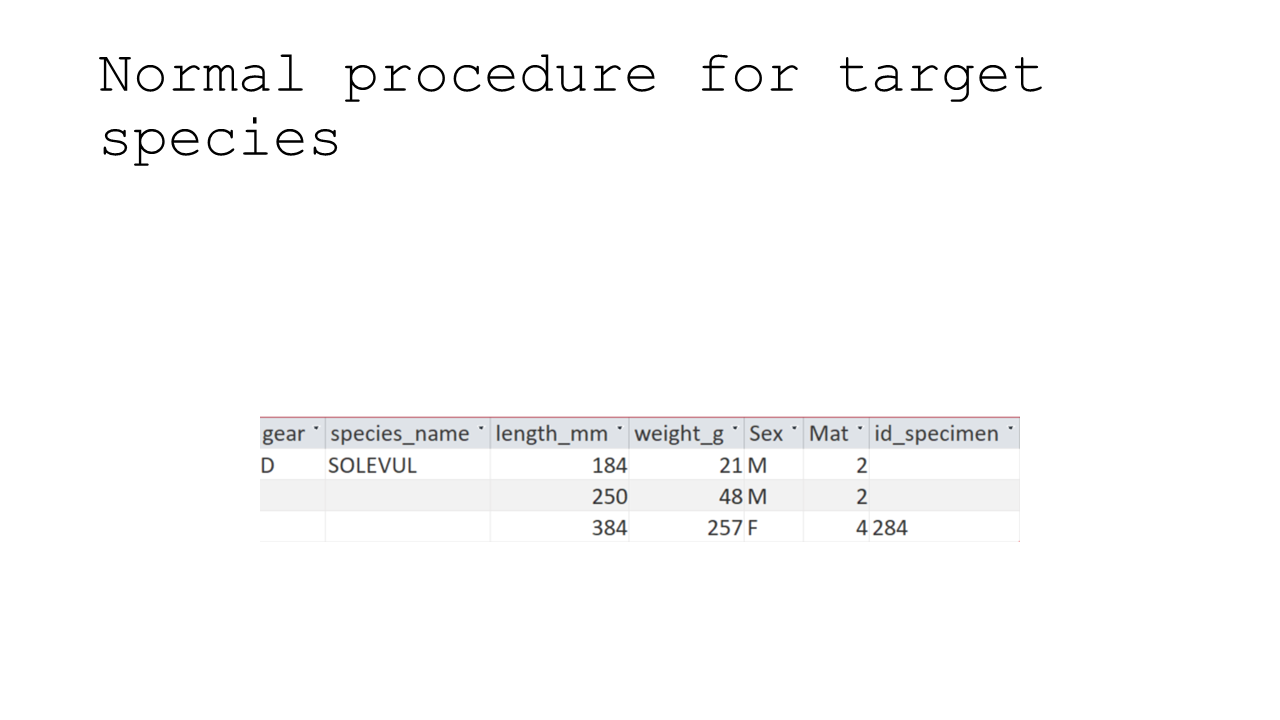 Normal procedure for target
species
gear species_name length_mm weight_g Sex Mat id_specimen
D SOLEVUL 184 21 M 2
250 48 M 2
384 257 F 4 284